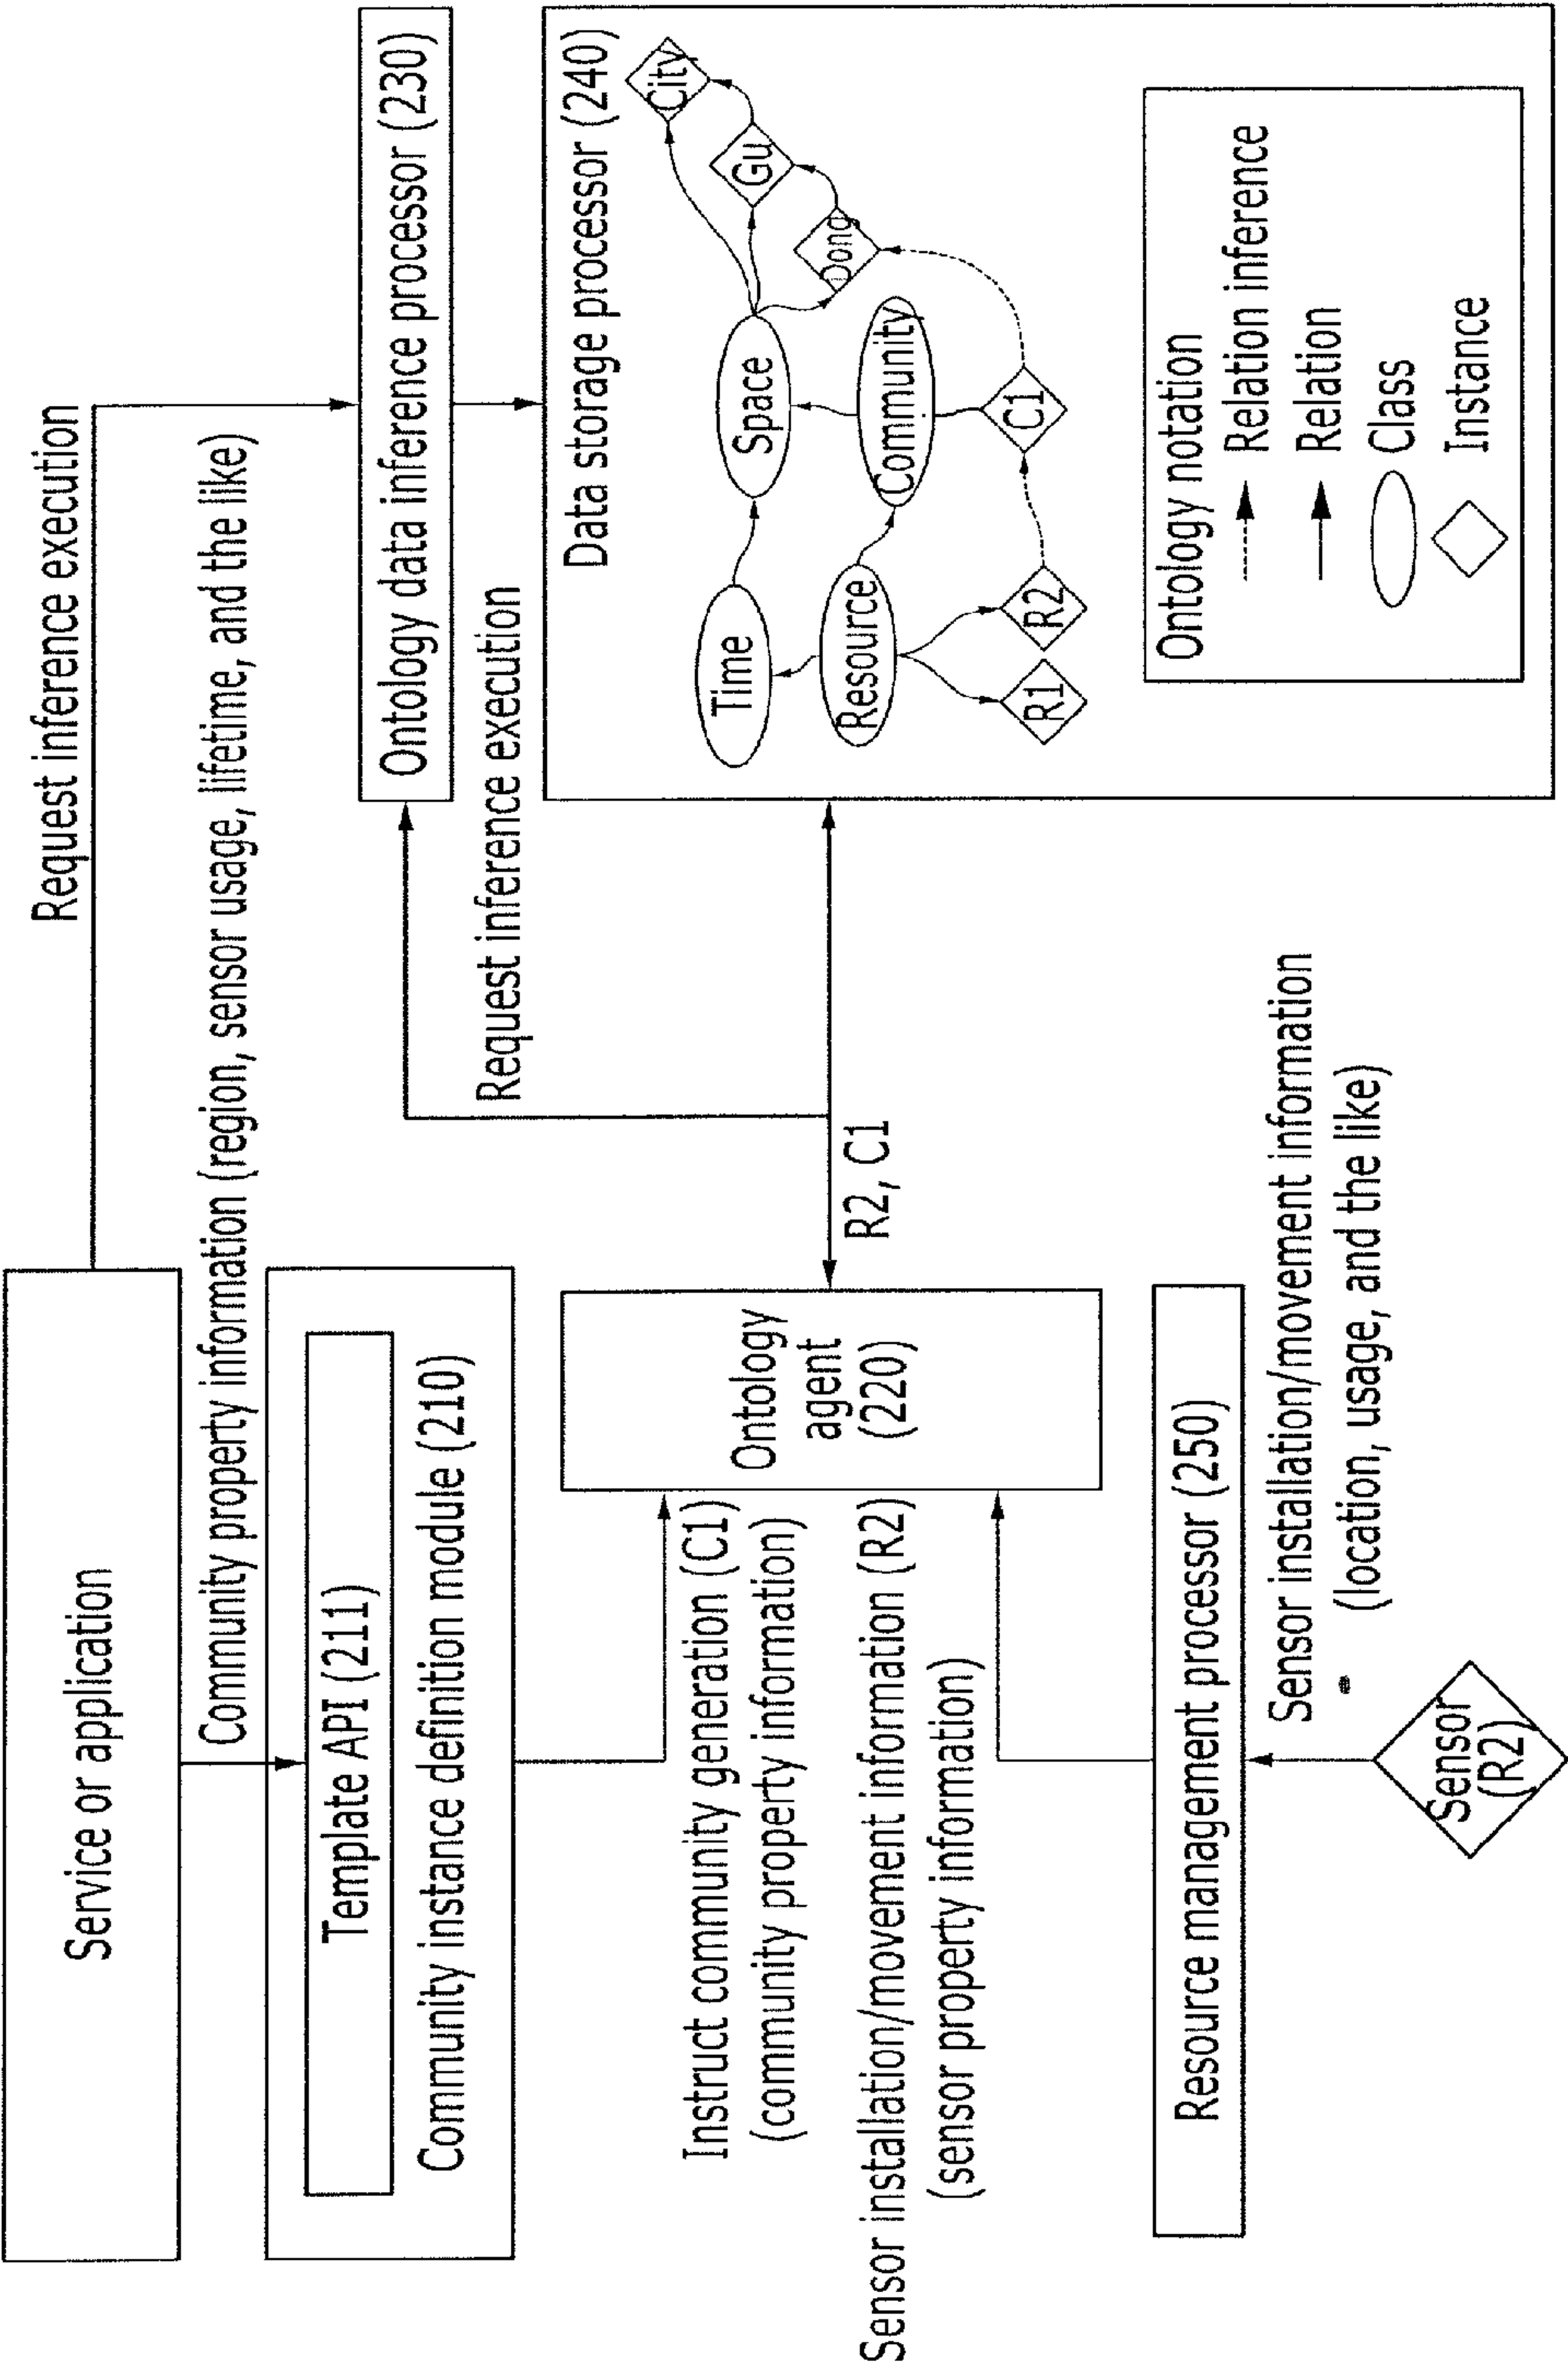 Service or application
Request inference execution
Community property information (region, sensor usage, lifetime, and the like)
Template API (211)
Community instance definition module (210)
Ontology data inference processor (230)
Request inference execution
Instruct community generation (C1)
(community property information)
Ontology
agent
(220)
R2, C1
Sensor installation/movement information (R2)
(sensor property information)
Resource management processor (250)
Sensor installation/movement information
(location, usage, and the like)
Sensor
(R2)
Data storage processor (240)
City
Gu
Dong
Time
Space
Resource
Community
R1
R2
C1
Ontology notation
Relation inference
Relation
Class
Instance